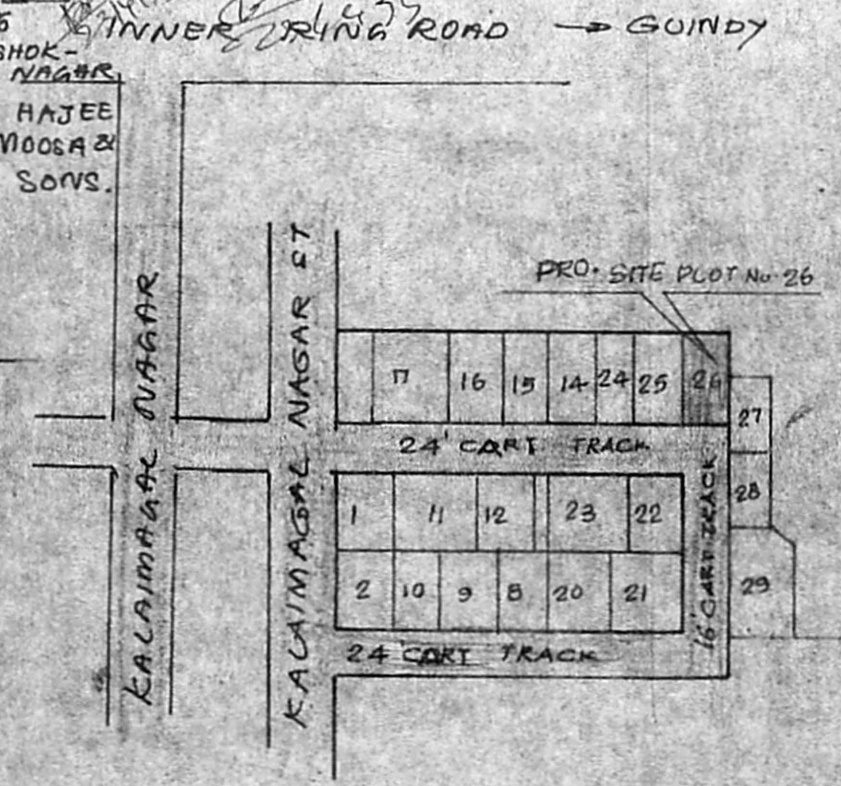 INNER RING ROAD → GUINDY
NAGAR
HAJEE
MOOSA &
SONS.
KALAIMAGAL NAGAR
KALAIMAGAL NAGAR ST
PRO. SITE PLOT No. 26
17 16 15 14 24 25 26
27
24' CART TRACK
28
1 11 12 23 22
16' CART TRACK
2 10 9 8 20 21
29
24' CART TRACK